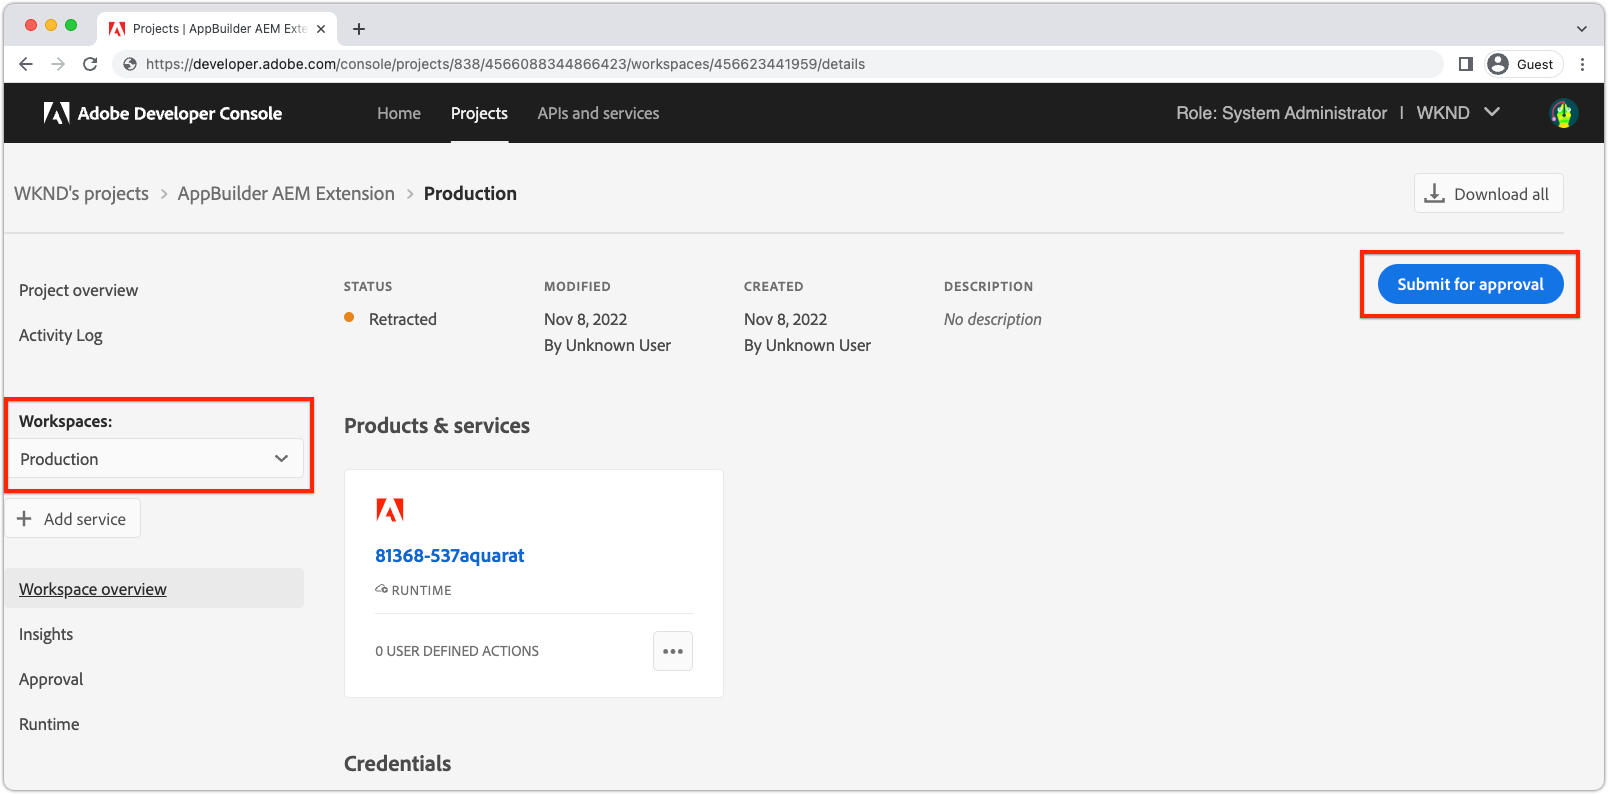 Projects | AppBuilder AEM Exte
https://developer.adobe.com/console/projects/838/4566088344866423/workspaces/456623441959/details
Guest
Adobe Developer Console
Home
Projects
APIs and services
Role: System Administrator | WKND
WKND's projects > AppBuilder AEM Extension > Production
Download all
Project overview
Activity Log
STATUS
Retracted
MODIFIED
Nov 8, 2022
By Unknown User
CREATED
Nov 8, 2022
By Unknown User
DESCRIPTION
No description
Submit for approval
Workspaces:
Production
Add service
Workspace overview
Insights
Approval
Runtime
Products & services
81368-537aquarat
RUNTIME
0 USER DEFINED ACTIONS
Credentials